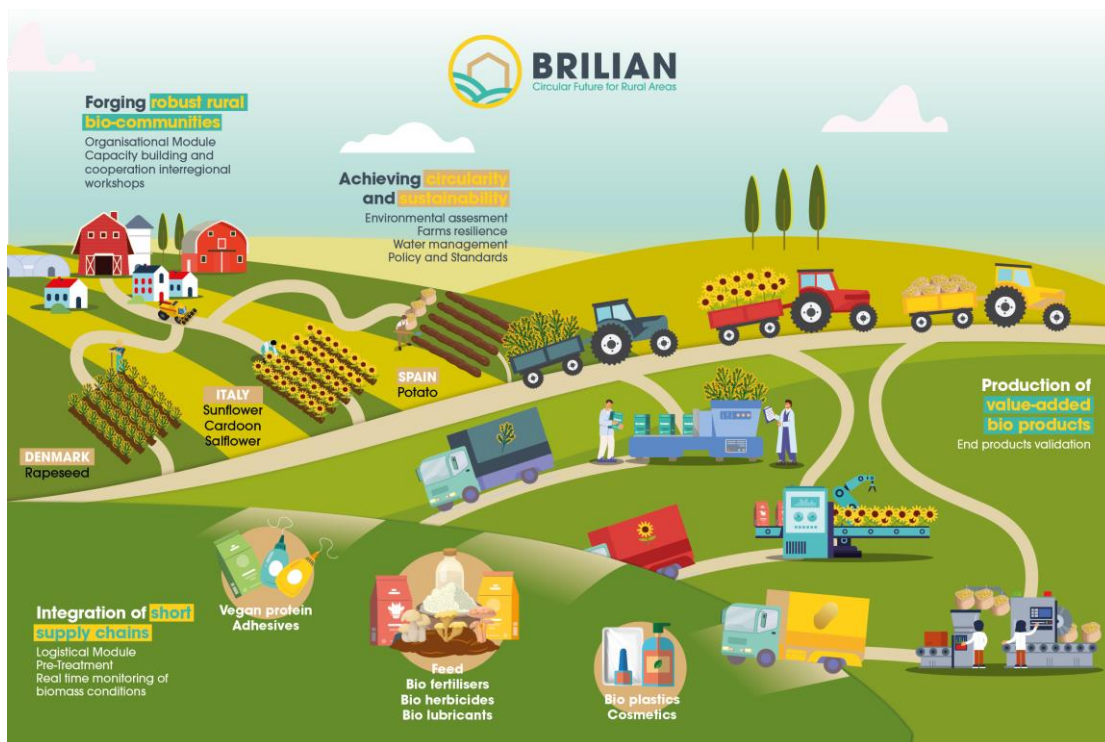 BRILIAN
Circular Future for Rural Areas
Forging robust rural
bio-communities
Organisational Module
Capacity building and
cooperation interregional
workshops
Achieving circularity
and sustainability
Environmental assesment
Farms resilience
Water management
Policy and Standards
SPAIN
Potato
ITALY
Sunflower
Cardoon
Salflower
DENMARK
Rapeseed
Production of
value-added
bio products
End products validation
Integration of short
supply chains
Logistical Module
Pre-Treatment
Real time monitoring of
biomass conditions
Vegan protein
Adhesives
Feed
Bio fertilisers
Bio herbicides
Bio lubricants
Bio plastics
Cosmetics